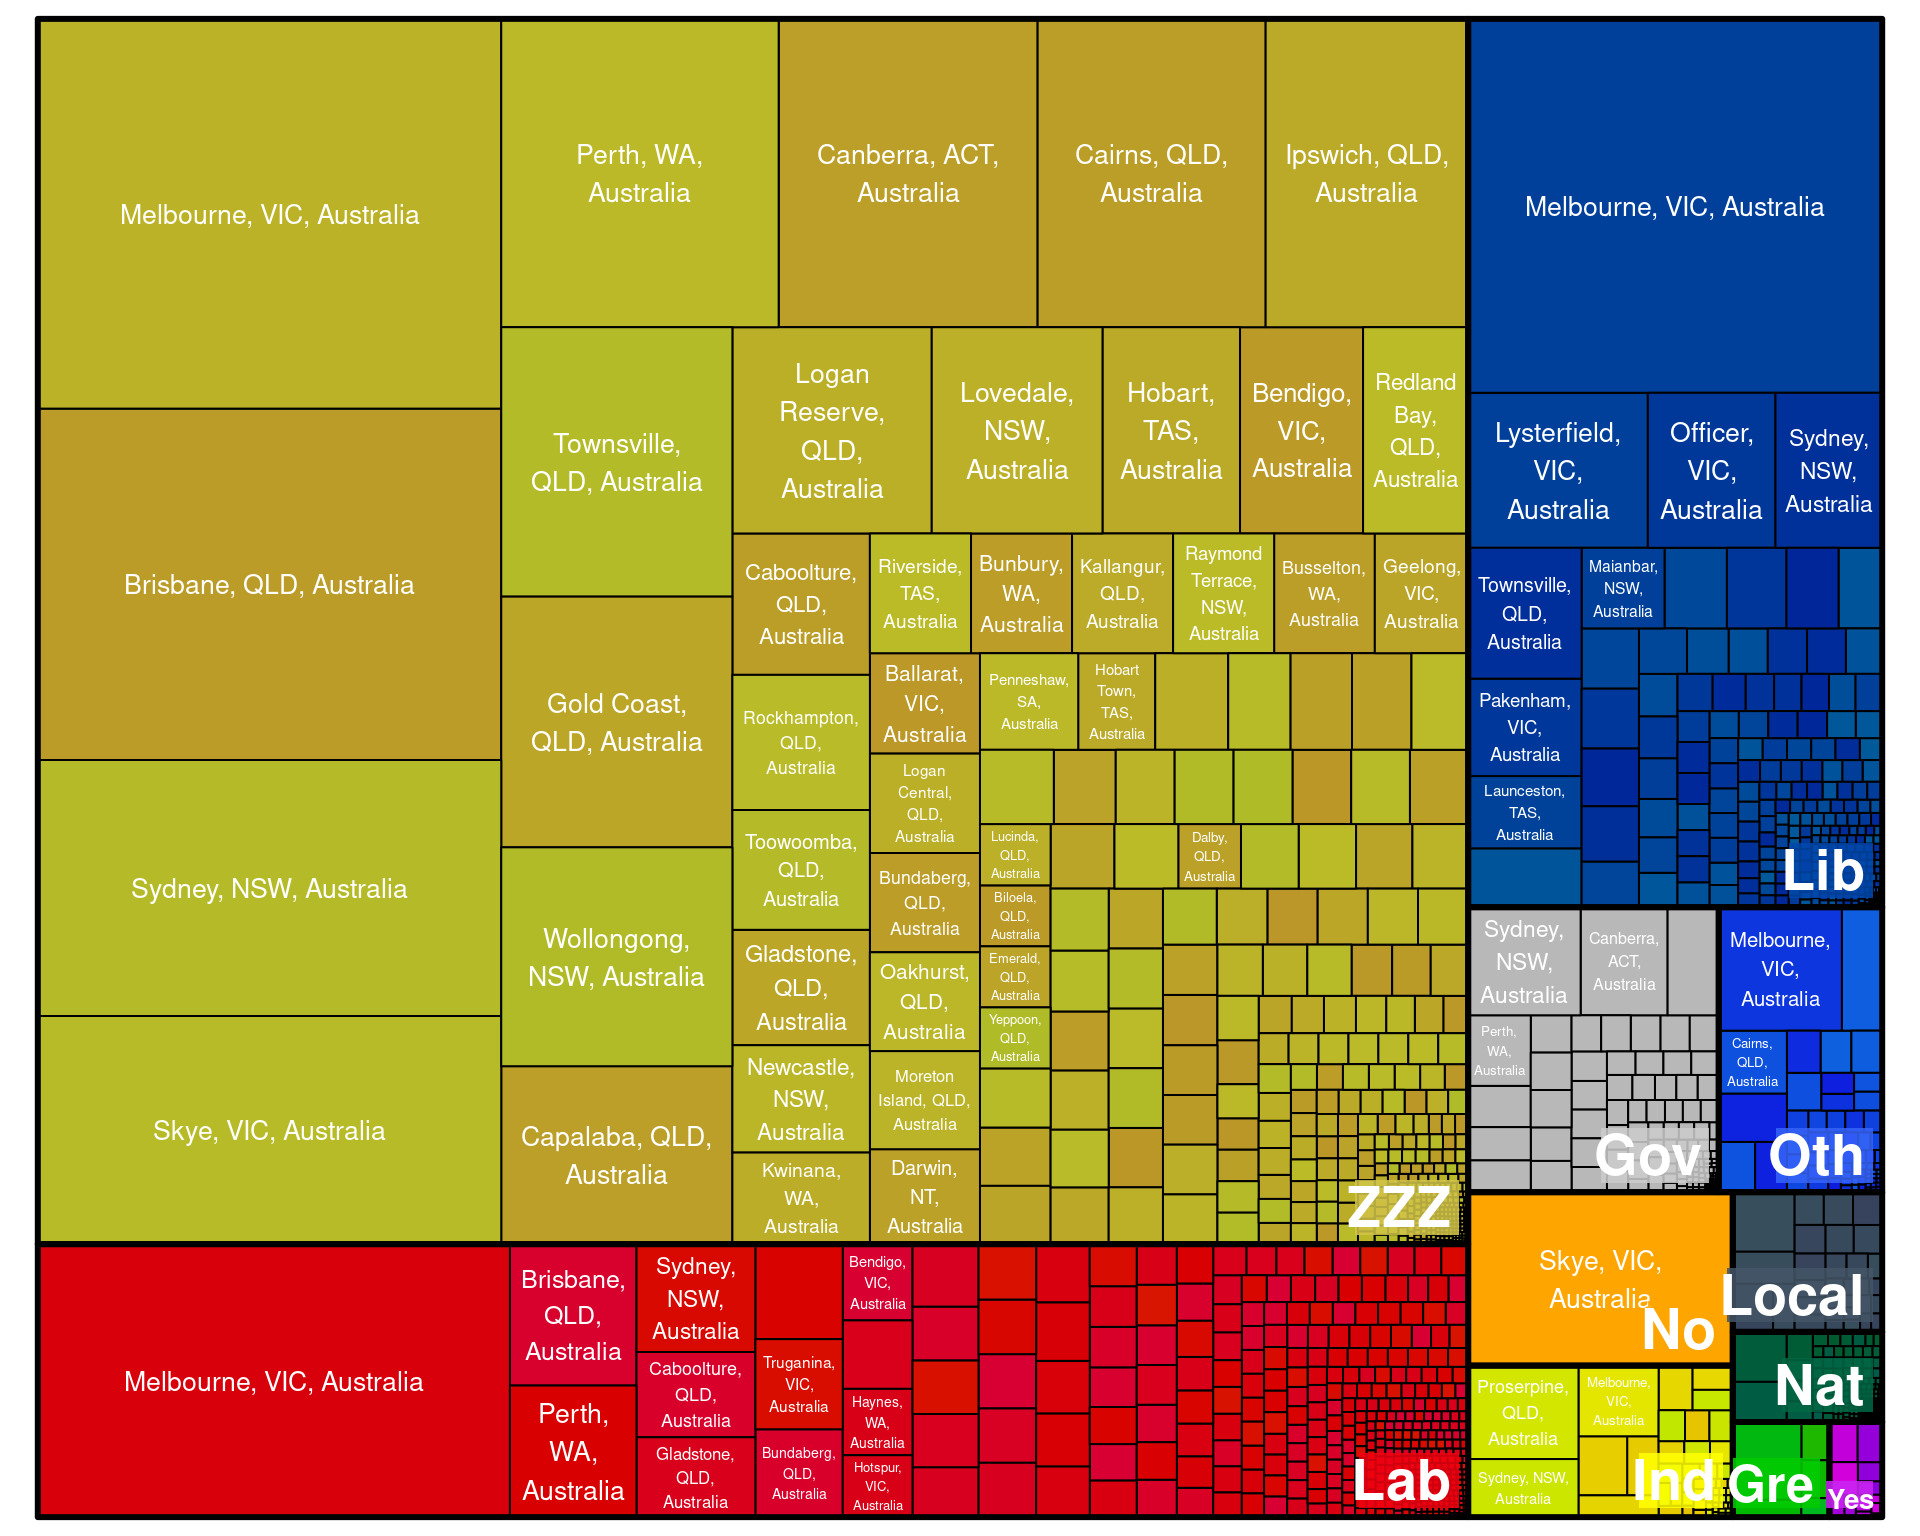 Melbourne, VIC, Australia
Brisbane, QLD, Australia
Sydney, NSW, Australia
Skye, VIC, Australia
Perth, WA,
Australia
Canberra, ACT,
Australia
Cairns, QLD,
Australia
Ipswich, QLD,
Australia
Townsville,
QLD, Australia
Gold Coast,
QLD, Australia
Wollongong,
NSW, Australia
Capalaba, QLD,
Australia
Logan
Reserve,
QLD,
Australia
Lovedale,
NSW,
Australia
Hobart,
TAS,
Australia
Bendigo,
VIC,
Australia
Redland
Bay,
QLD,
Australia
Caboolture,
QLD,
Australia
Rockhampton,
QLD,
Australia
Toowoomba,
QLD,
Australia
Gladstone,
QLD,
Australia
Newcastle,
NSW,
Australia
Kwinana,
WA,
Australia
Riverside,
TAS,
Australia
Bunbury,
WA,
Australia
Kallangur,
QLD,
Australia
Raymond
Terrace,
NSW,
Australia
Busselton,
WA,
Australia
Geelong,
VIC,
Australia
Ballarat,
VIC,
Australia
Logan
Central,
QLD,
Australia
Bundaberg,
QLD,
Australia
Oakhurst,
QLD,
Australia
Moreton
Island, QLD,
Australia
Darwin,
NT,
Australia
Penneshaw,
SA,
Australia
Hobart
Town,
TAS,
Australia
Lucinda,
QLD,
Australia
Biloela,
QLD,
Australia
Emerald,
QLD,
Australia
Yeppoon,
QLD,
Australia
Dalby,
QLD,
Australia
ZZZ
Melbourne, VIC, Australia
Brisbane,
QLD,
Australia
Perth,
WA,
Australia
Sydney,
NSW,
Australia
Caboolture,
QLD,
Australia
Gladstone,
QLD,
Australia
Truganina,
VIC,
Australia
Bundaberg,
QLD,
Australia
Bendigo,
VIC,
Australia
Haynes,
WA,
Australia
Hotspur,
VIC,
Australia
Lab
Melbourne, VIC, Australia
Lysterfield,
VIC,
Australia
Officer,
VIC,
Australia
Sydney,
NSW,
Australia
Townsville,
QLD,
Australia
Maianbar,
NSW,
Australia
Pakenham,
VIC,
Australia
Launceston,
TAS,
Australia
Lib
Sydney,
NSW,
Australia
Canberra,
ACT,
Australia
Perth,
WA,
Australia
Gov
Melbourne,
VIC,
Australia
Cairns,
QLD,
Australia
Oth
Skye, VIC,
Australia
No
Local
Nat
Proserpine,
QLD,
Australia
Melbourne,
VIC,
Australia
Sydney, NSW,
Australia
Ind
Gre
Yes